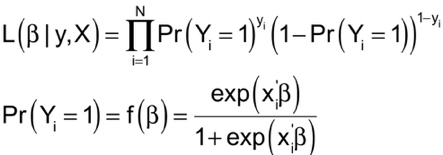 L(β | y,X) = ∏_{i=1}^{N} Pr(Y_i = 1)^{y_i} (1 − Pr(Y_i = 1))^{1−y_i}
Pr(Y_i = 1) = f(β) = exp(x_i'β) / (1 + exp(x_i'β))